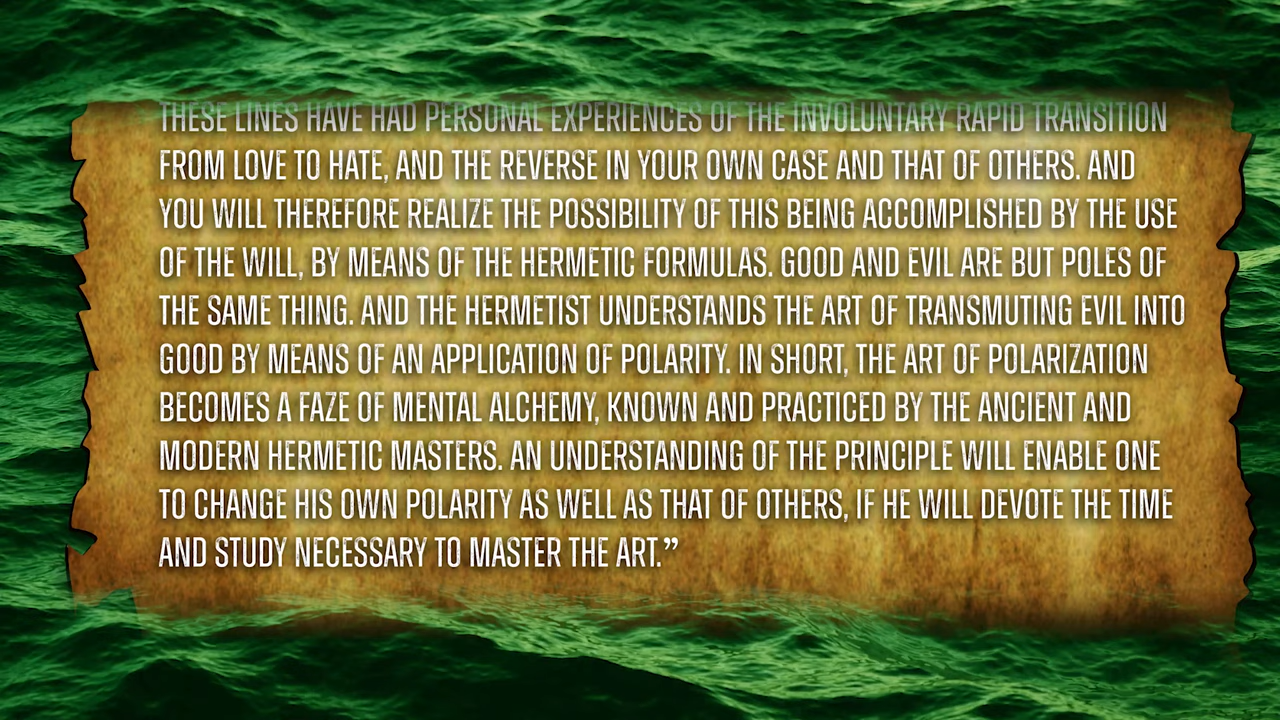 THESE LINES HAVE HAD PERSONAL EXPERIENCES OF THE INVOLUNTARY RAPID TRANSITION
FROM LOVE TO HATE, AND THE REVERSE IN YOUR OWN CASE AND THAT OF OTHERS. AND
YOU WILL THEREFORE REALIZE THE POSSIBILITY OF THIS BEING ACCOMPLISHED BY THE USE
OF THE WILL, BY MEANS OF THE HERMETIC FORMULAS. GOOD AND EVIL ARE BUT POLES OF
THE SAME THING. AND THE HERMETIST UNDERSTANDS THE ART OF TRANSMUTING EVIL INTO
GOOD BY MEANS OF AN APPLICATION OF POLARITY. IN SHORT, THE ART OF POLARIZATION
BECOMES A FAZE OF MENTAL ALCHEMY, KNOWN AND PRACTICED BY THE ANCIENT AND
MODERN HERMETIC MASTERS. AN UNDERSTANDING OF THE PRINCIPLE WILL ENABLE ONE
TO CHANGE HIS OWN POLARITY AS WELL AS THAT OF OTHERS, IF HE WILL DEVOTE THE TIME
AND STUDY NECESSARY TO MASTER THE ART.”